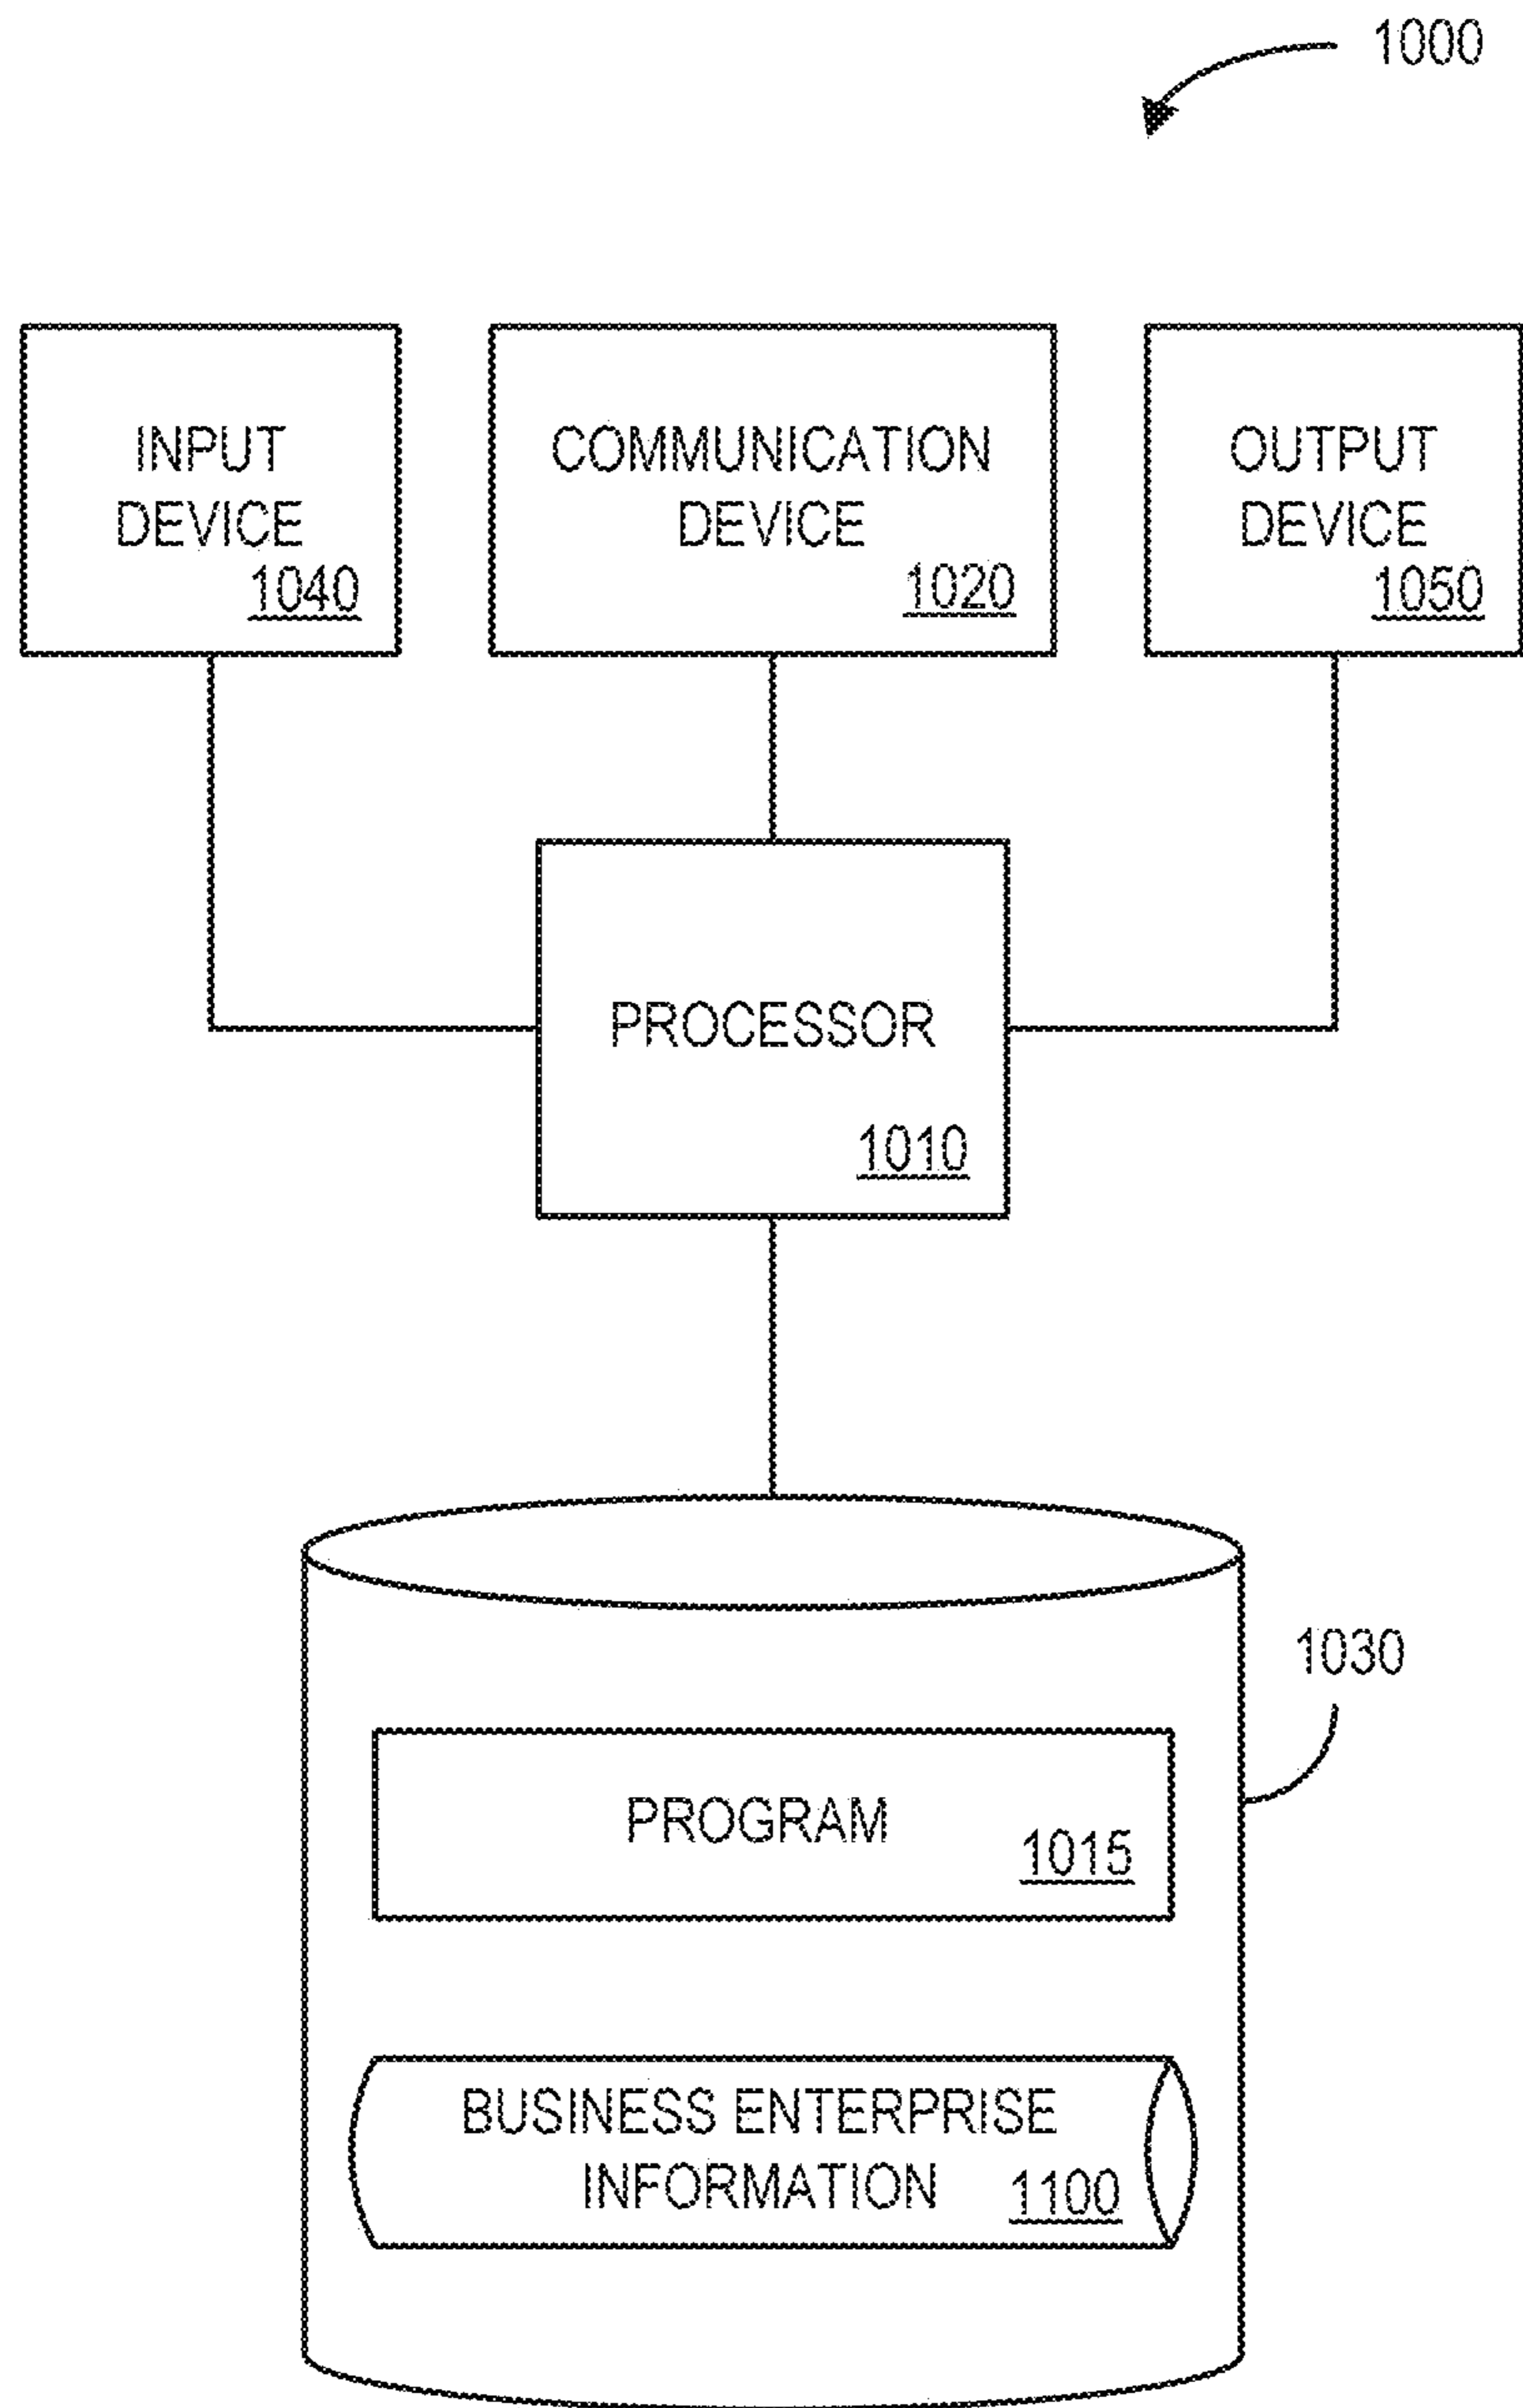 1000
INPUT
DEVICE
1040
COMMUNICATION
DEVICE
1020
OUTPUT
DEVICE
1050
PROCESSOR
1010
1030
PROGRAM
1015
BUSINESS ENTERPRISE
INFORMATION
1100